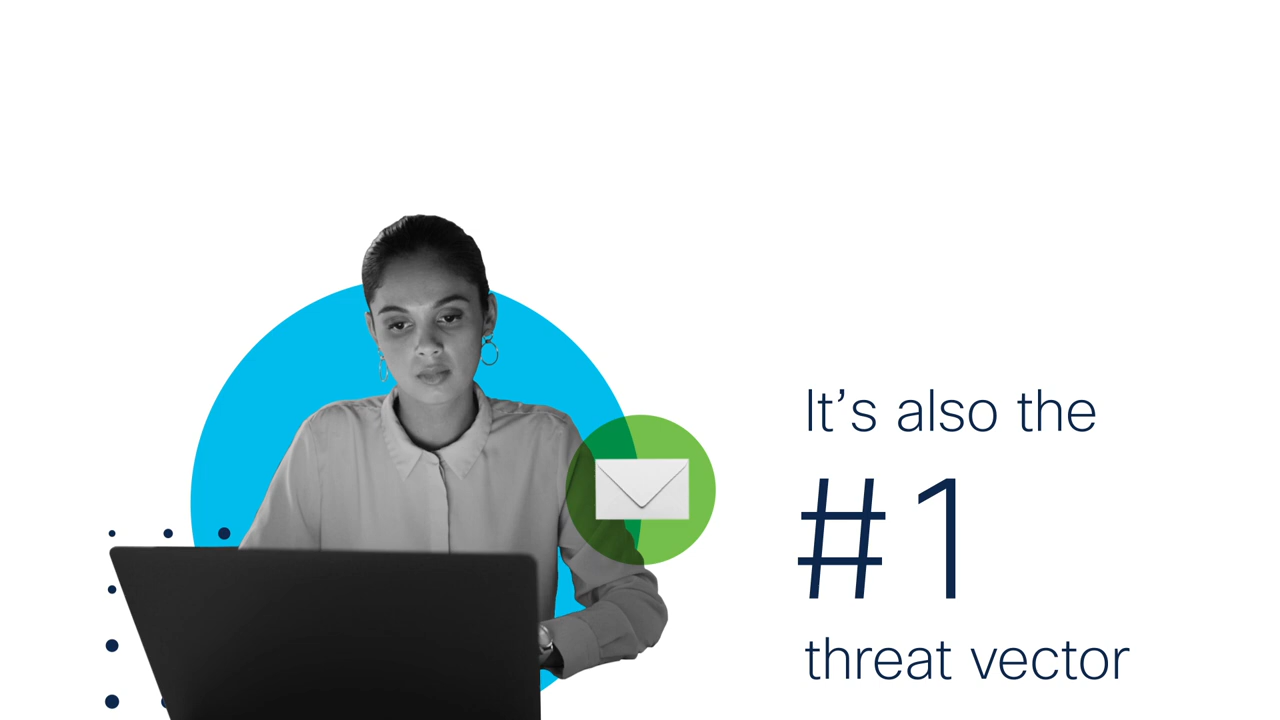 It’s also the
#1
threat vector